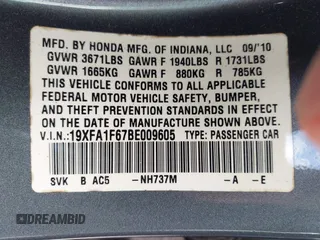 MFD. BY HONDA MFG. OF INDIANA, LLC 09/'10
GVWR 3671LBS GAWR F 1940LBS R 1731LBS
GVWR 1665KG GAWR F 880KG R 785KG
THIS VEHICLE CONFORMS TO ALL APPLICABLE
FEDERAL MOTOR VEHICLE SAFETY, BUMPER,
AND THEFT PREVENTION STANDARDS IN EFFECT
ON THE DATE OF MANUFACTURE SHOWN ABOVE.
V.I.N.: 19XFA1F67BE009605 TYPE: PASSENGER CAR
SVK B AC5 -NH737M -A -E
DREAMBID